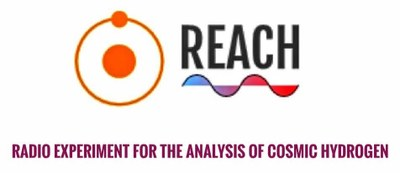 REACH
RADIO EXPERIMENT FOR THE ANALYSIS OF COSMIC HYDROGEN